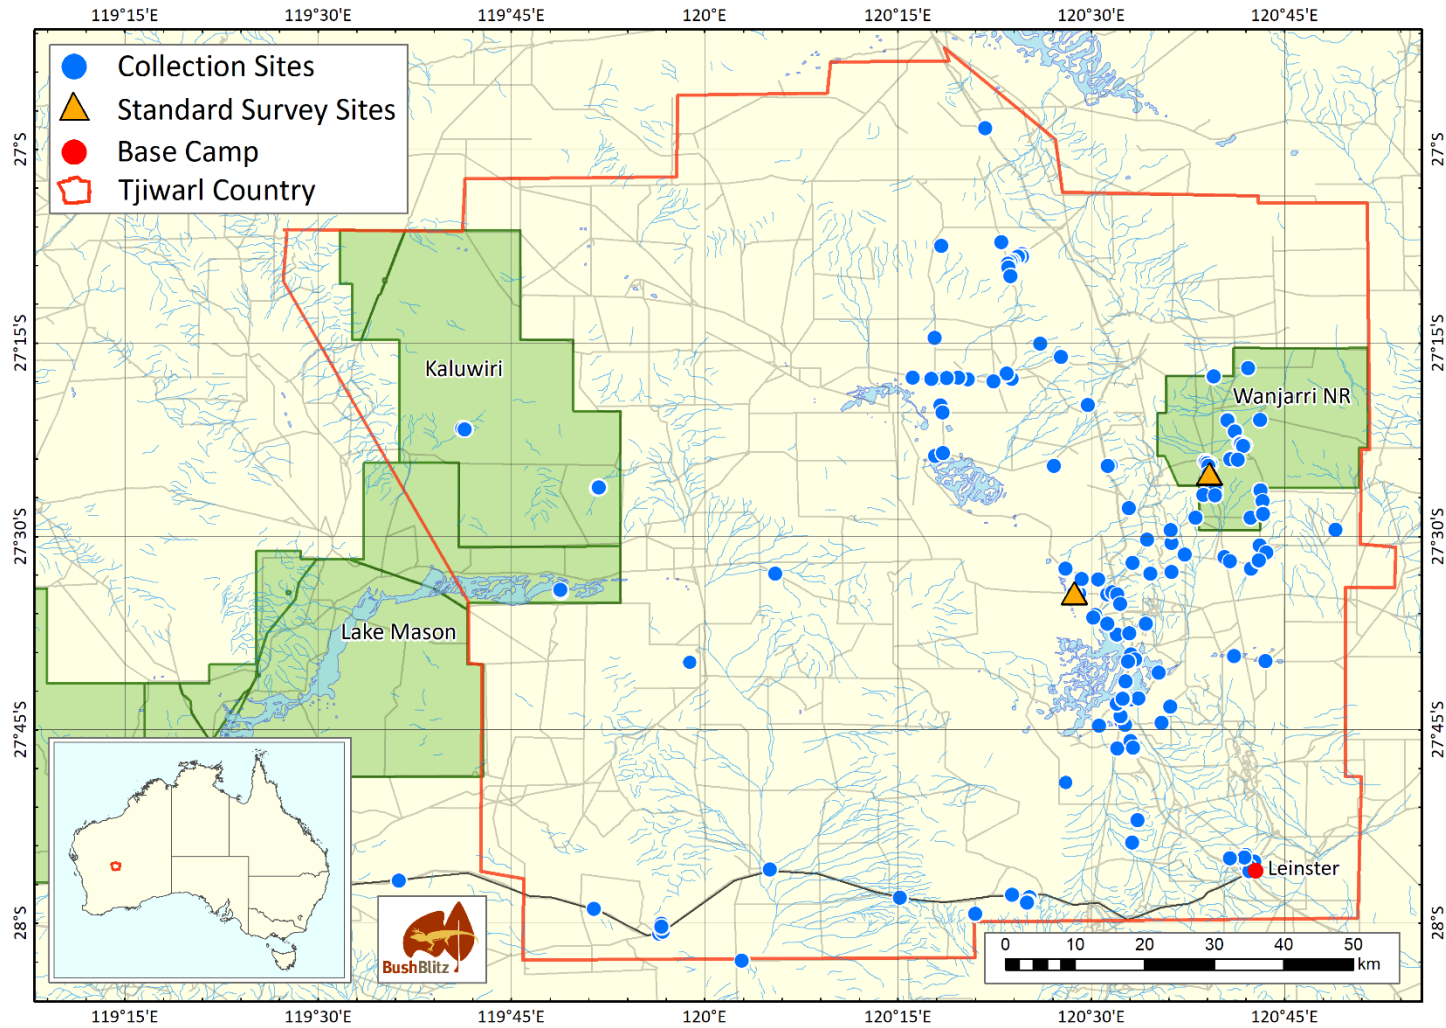 119°15'E 119°30'E 119°45'E 120°E 120°15'E 120°30'E 120°45'E
Collection Sites
Standard Survey Sites
Base Camp
Tjiwarl Country
27°S
27°S
27°15'S
27°15'S
Kaluwiri
Wanjarri NR
27°30'S
27°30'S
Lake Mason
27°45'S
27°45'S
Leinster
28°S
28°S
BushBlitz
0 10 20 30 40 50
km
119°15'E 119°30'E 119°45'E 120°E 120°15'E 120°30'E 120°45'E